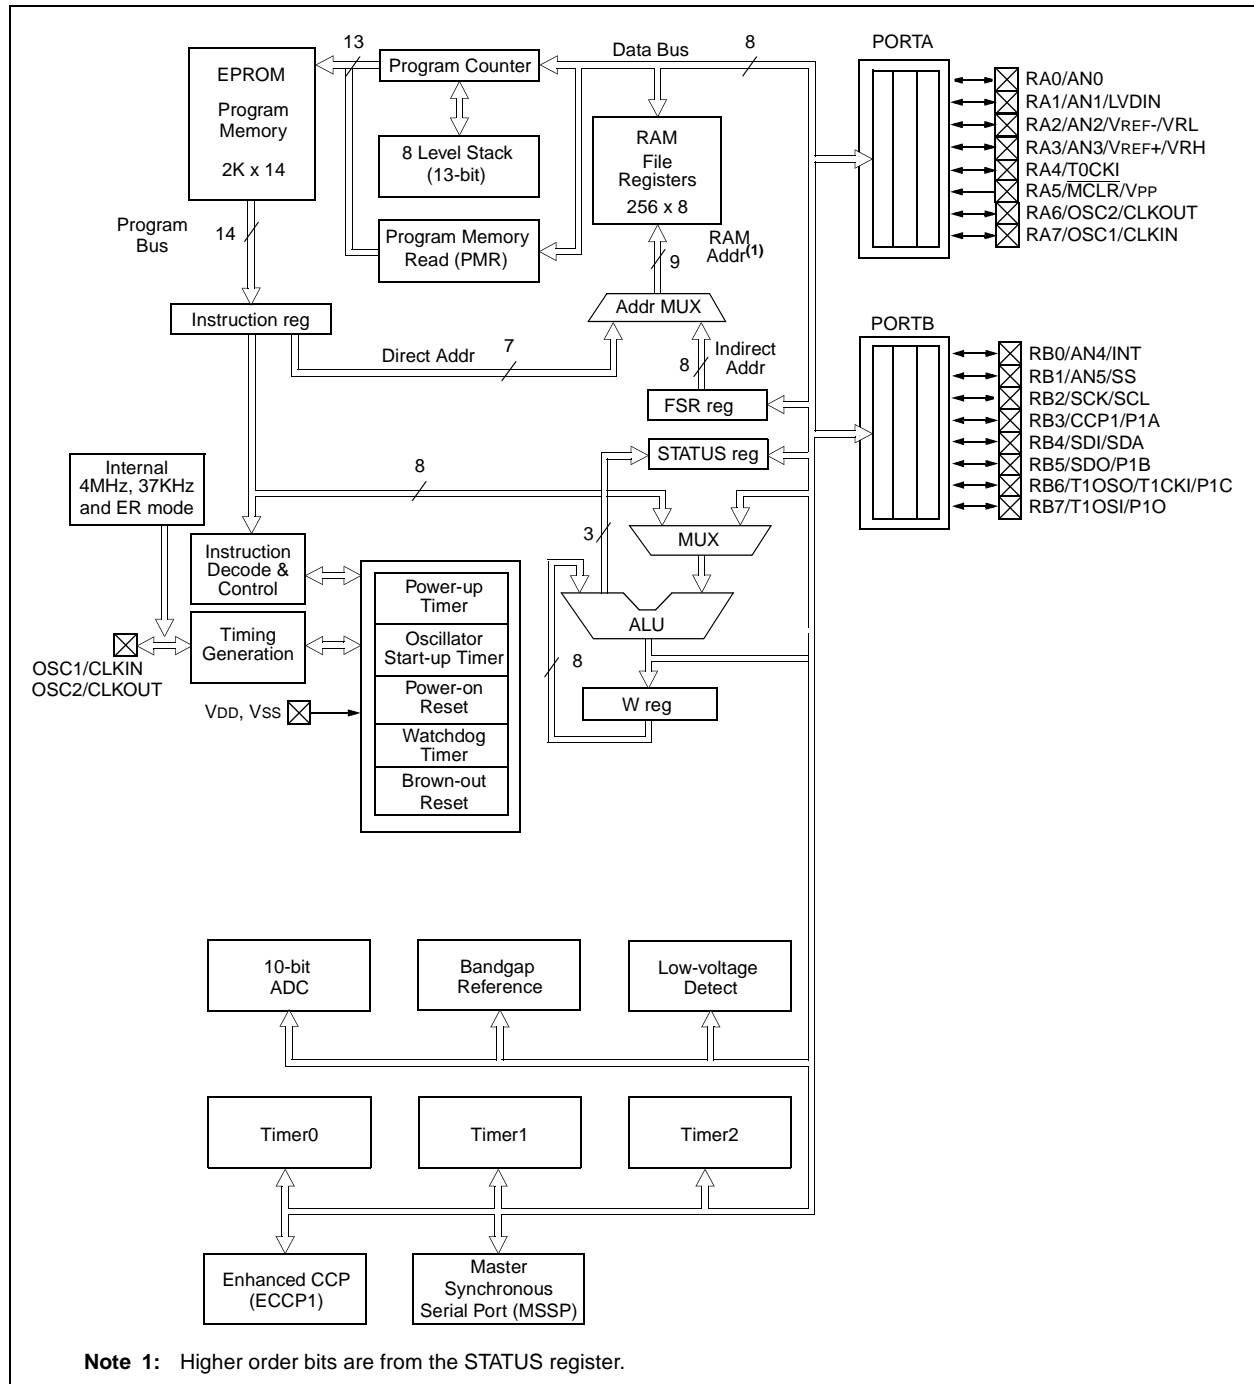 13
Data Bus
8
PORTA
EPROM
Program
Memory
2K x 14
Program Counter
8 Level Stack
(13-bit)
RAM
File
Registers
256 x 8
RA0/AN0
RA1/AN1/LVDIN
RA2/AN2/VREF-/VRL
RA3/AN3/VREF+/VRH
RA4/T0CKI
RA5/MCLR/VPP
RA6/OSC2/CLKOUT
RA7/OSC1/CLKIN
Program
Bus
14
Program Memory
Read (PMR)
RAM
Addr(1)
9
Addr MUX
Instruction reg
Direct Addr
7
8
Indirect
Addr
FSR reg
STATUS reg
PORTB
RB0/AN4/INT
RB1/AN5/SS
RB2/SCK/SCL
RB3/CCP1/P1A
RB4/SDI/SDA
RB5/SDO/P1B
RB6/T1OSO/T1CKI/P1C
RB7/T1OSI/P1O
Internal
4MHz, 37KHz
and ER mode
8
3
MUX
Instruction
Decode &
Control
Timing
Generation
OSC1/CLKIN
OSC2/CLKOUT
VDD, VSS
Power-up
Timer
Oscillator
Start-up Timer
Power-on
Reset
Watchdog
Timer
Brown-out
Reset
ALU
8
W reg
10-bit
ADC
Bandgap
Reference
Low-voltage
Detect
Timer0
Timer1
Timer2
Enhanced CCP
(ECCP1)
Master
Synchronous
Serial Port (MSSP)
Note 1: Higher order bits are from the STATUS register.